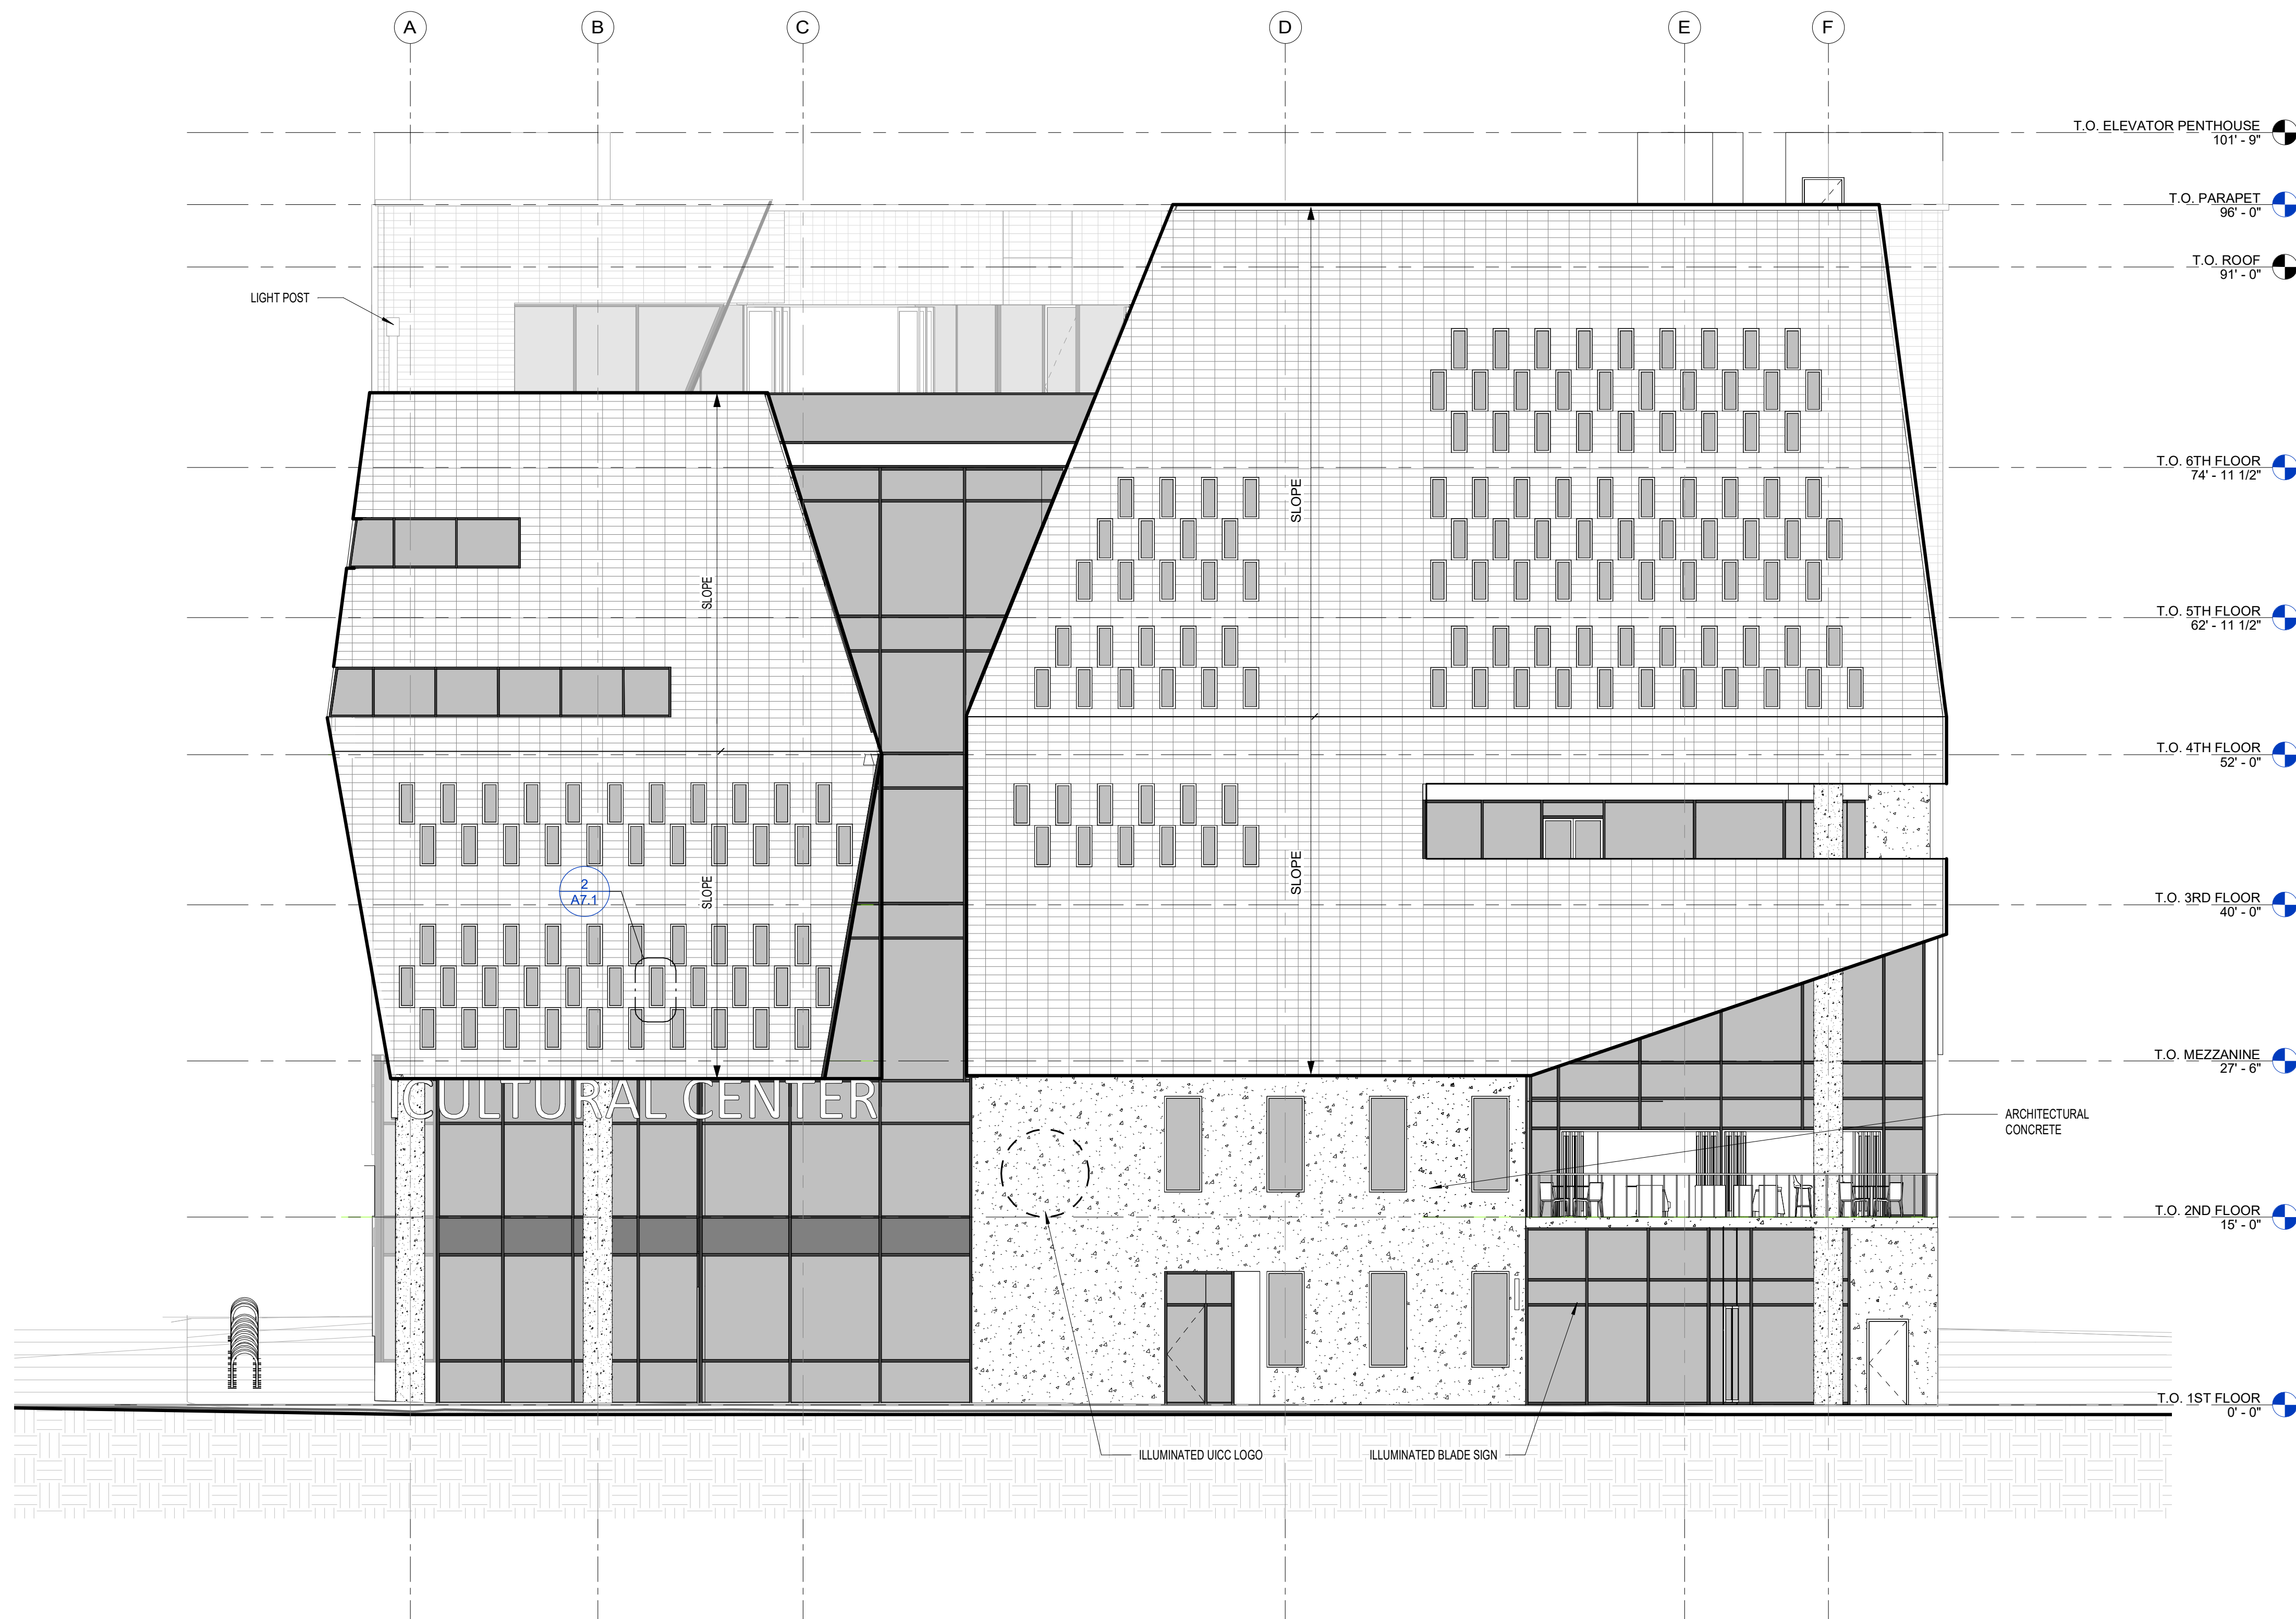 A
B
C
D
E
F
T.O. ELEVATOR PENTHOUSE
101' - 9"
T.O. PARAPET
96' - 0"
T.O. ROOF
91' - 0"
LIGHT POST
T.O. 6TH FLOOR
74' - 11 1/2"
SLOPE
SLOPE
T.O. 5TH FLOOR
62' - 11 1/2"
T.O. 4TH FLOOR
52' - 0"
2
A7.1
SLOPE
SLOPE
T.O. 3RD FLOOR
40' - 0"
T.O. MEZZANINE
27' - 6"
CULTURAL CENTER
ARCHITECTURAL
CONCRETE
T.O. 2ND FLOOR
15' - 0"
T.O. 1ST FLOOR
0' - 0"
ILLUMINATED UICC LOGO
ILLUMINATED BLADE SIGN